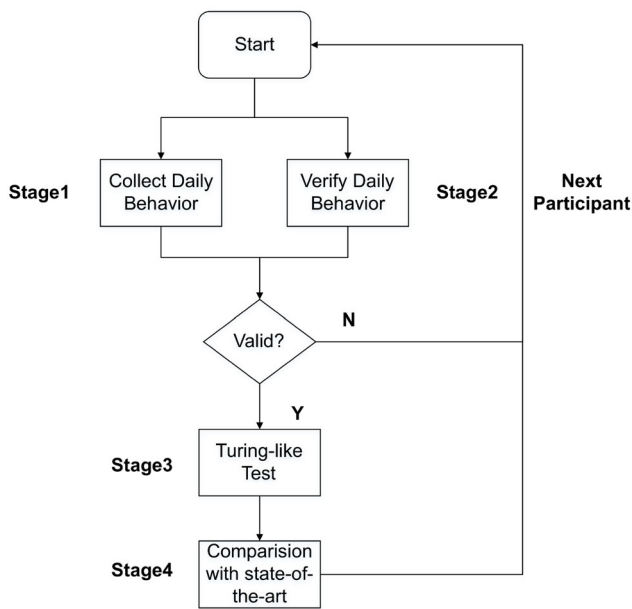 Start
Stage1
Collect Daily
Behavior
Verify Daily
Behavior
Stage2
Next
Participant
Valid?
N
Y
Stage3
Turing-like
Test
Stage4
Comparision
with state-of-
the-art